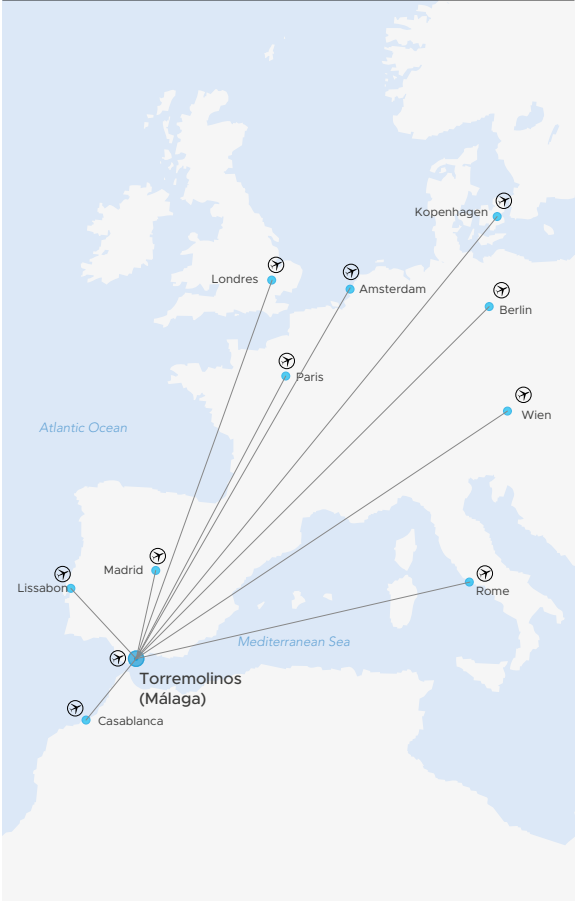 Kopenhagen
Londres
Amsterdam
Berlin
Paris
Wien
Atlantic Ocean
Madrid
Lissabon
Rome
Mediterranean Sea
Torremolinos
(Málaga)
Casablanca